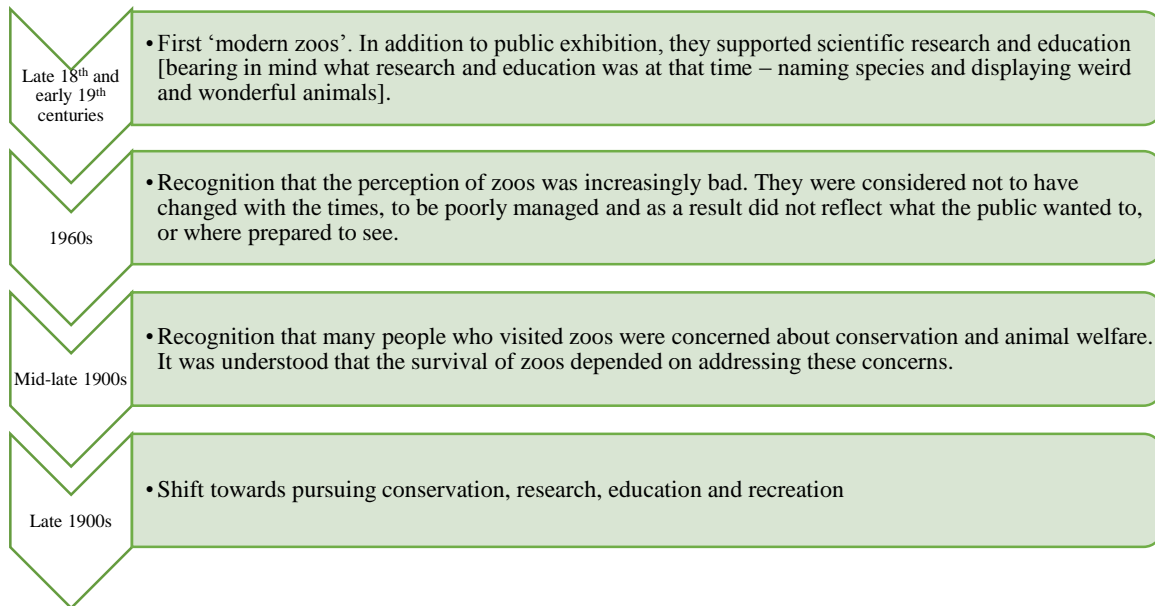 Late 18th and
early 19th
centuries
• First ‘modern zoos’. In addition to public exhibition, they supported scientific research and education
[bearing in mind what research and education was at that time – naming species and displaying weird
and wonderful animals].
1960s
• Recognition that the perception of zoos was increasingly bad. They were considered not to have
changed with the times, to be poorly managed and as a result did not reflect what the public wanted to,
or where prepared to see.
Mid-late 1900s
• Recognition that many people who visited zoos were concerned about conservation and animal welfare.
It was understood that the survival of zoos depended on addressing these concerns.
Late 1900s
• Shift towards pursuing conservation, research, education and recreation